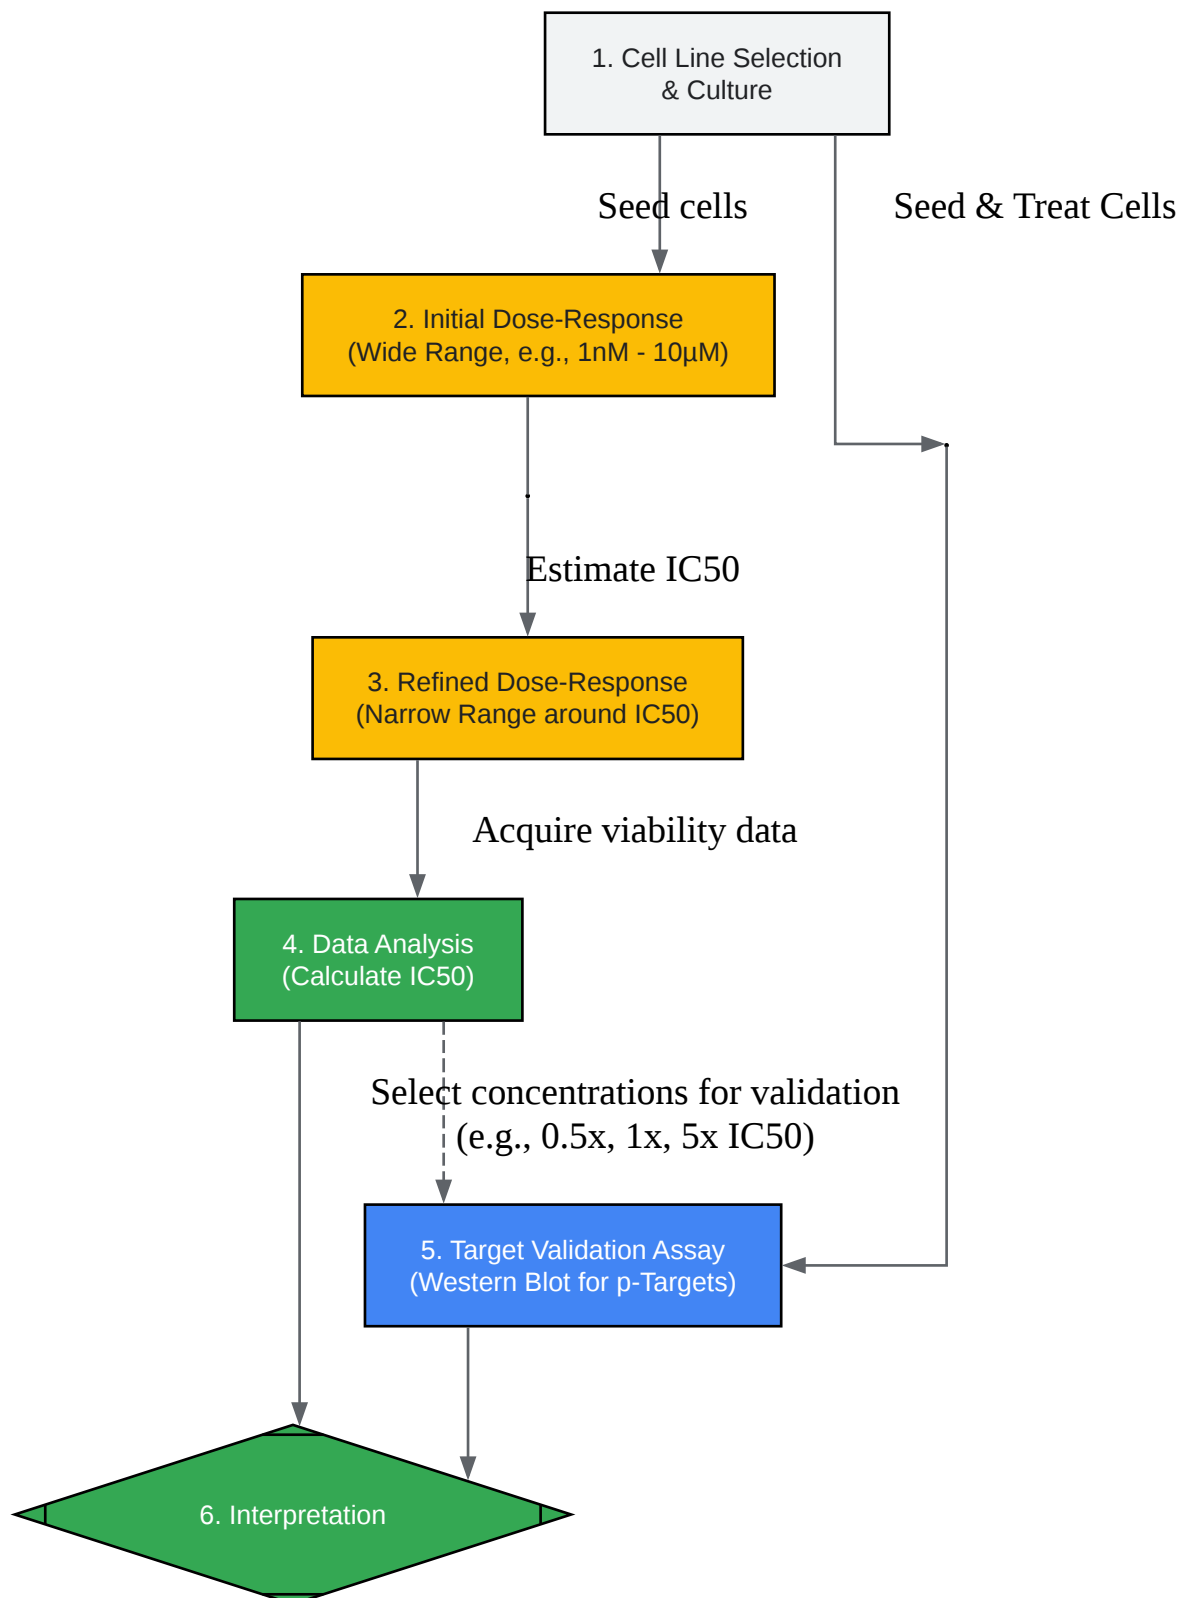 1. Cell Line Selection
& Culture
Seed cells
Seed & Treat Cells
2. Initial Dose-Response
(Wide Range, e.g., 1nM - 10µM)
Estimate IC50
3. Refined Dose-Response
(Narrow Range around IC50)
Acquire viability data
4. Data Analysis
(Calculate IC50)
Select concentrations for validation
(e.g., 0.5x, 1x, 5x IC50)
5. Target Validation Assay
(Western Blot for p-Targets)
6. Interpretation